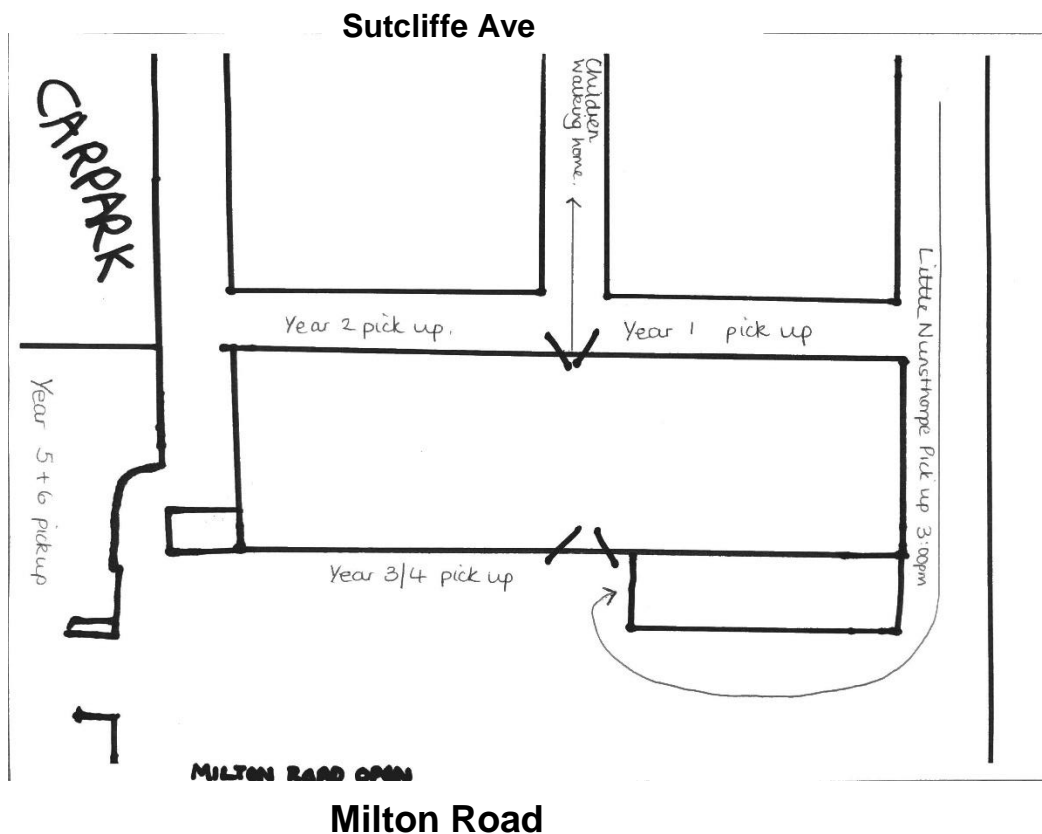 Sutcliffe Ave
CARPARK
Children
walking
home.
Year 2 pick up.
Year 1 pick up
Little Nunsthorpe Pick up 3:00pm
Year 5+6 pickup
Year 3/4 pick up
MILTON ROAD OPEN
Milton Road